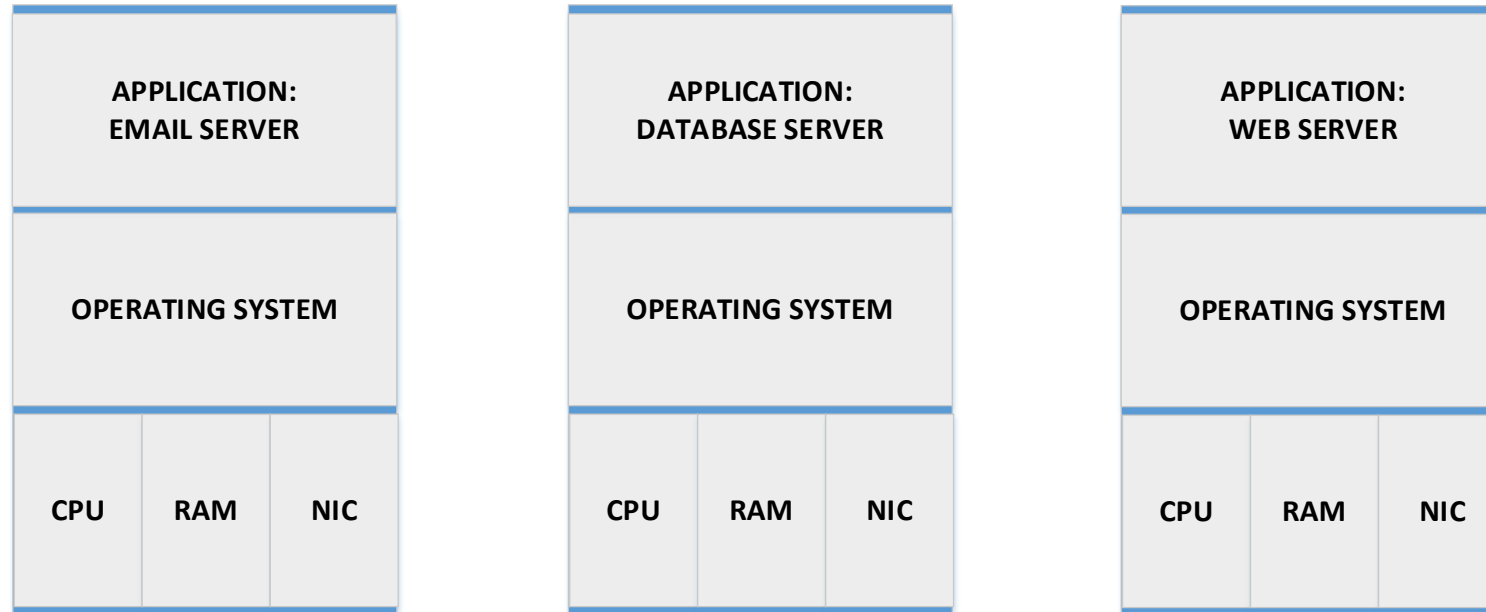 APPLICATION:
EMAIL SERVER
OPERATING SYSTEM
CPU
RAM
NIC
APPLICATION:
DATABASE SERVER
OPERATING SYSTEM
CPU
RAM
NIC
APPLICATION:
WEB SERVER
OPERATING SYSTEM
CPU
RAM
NIC